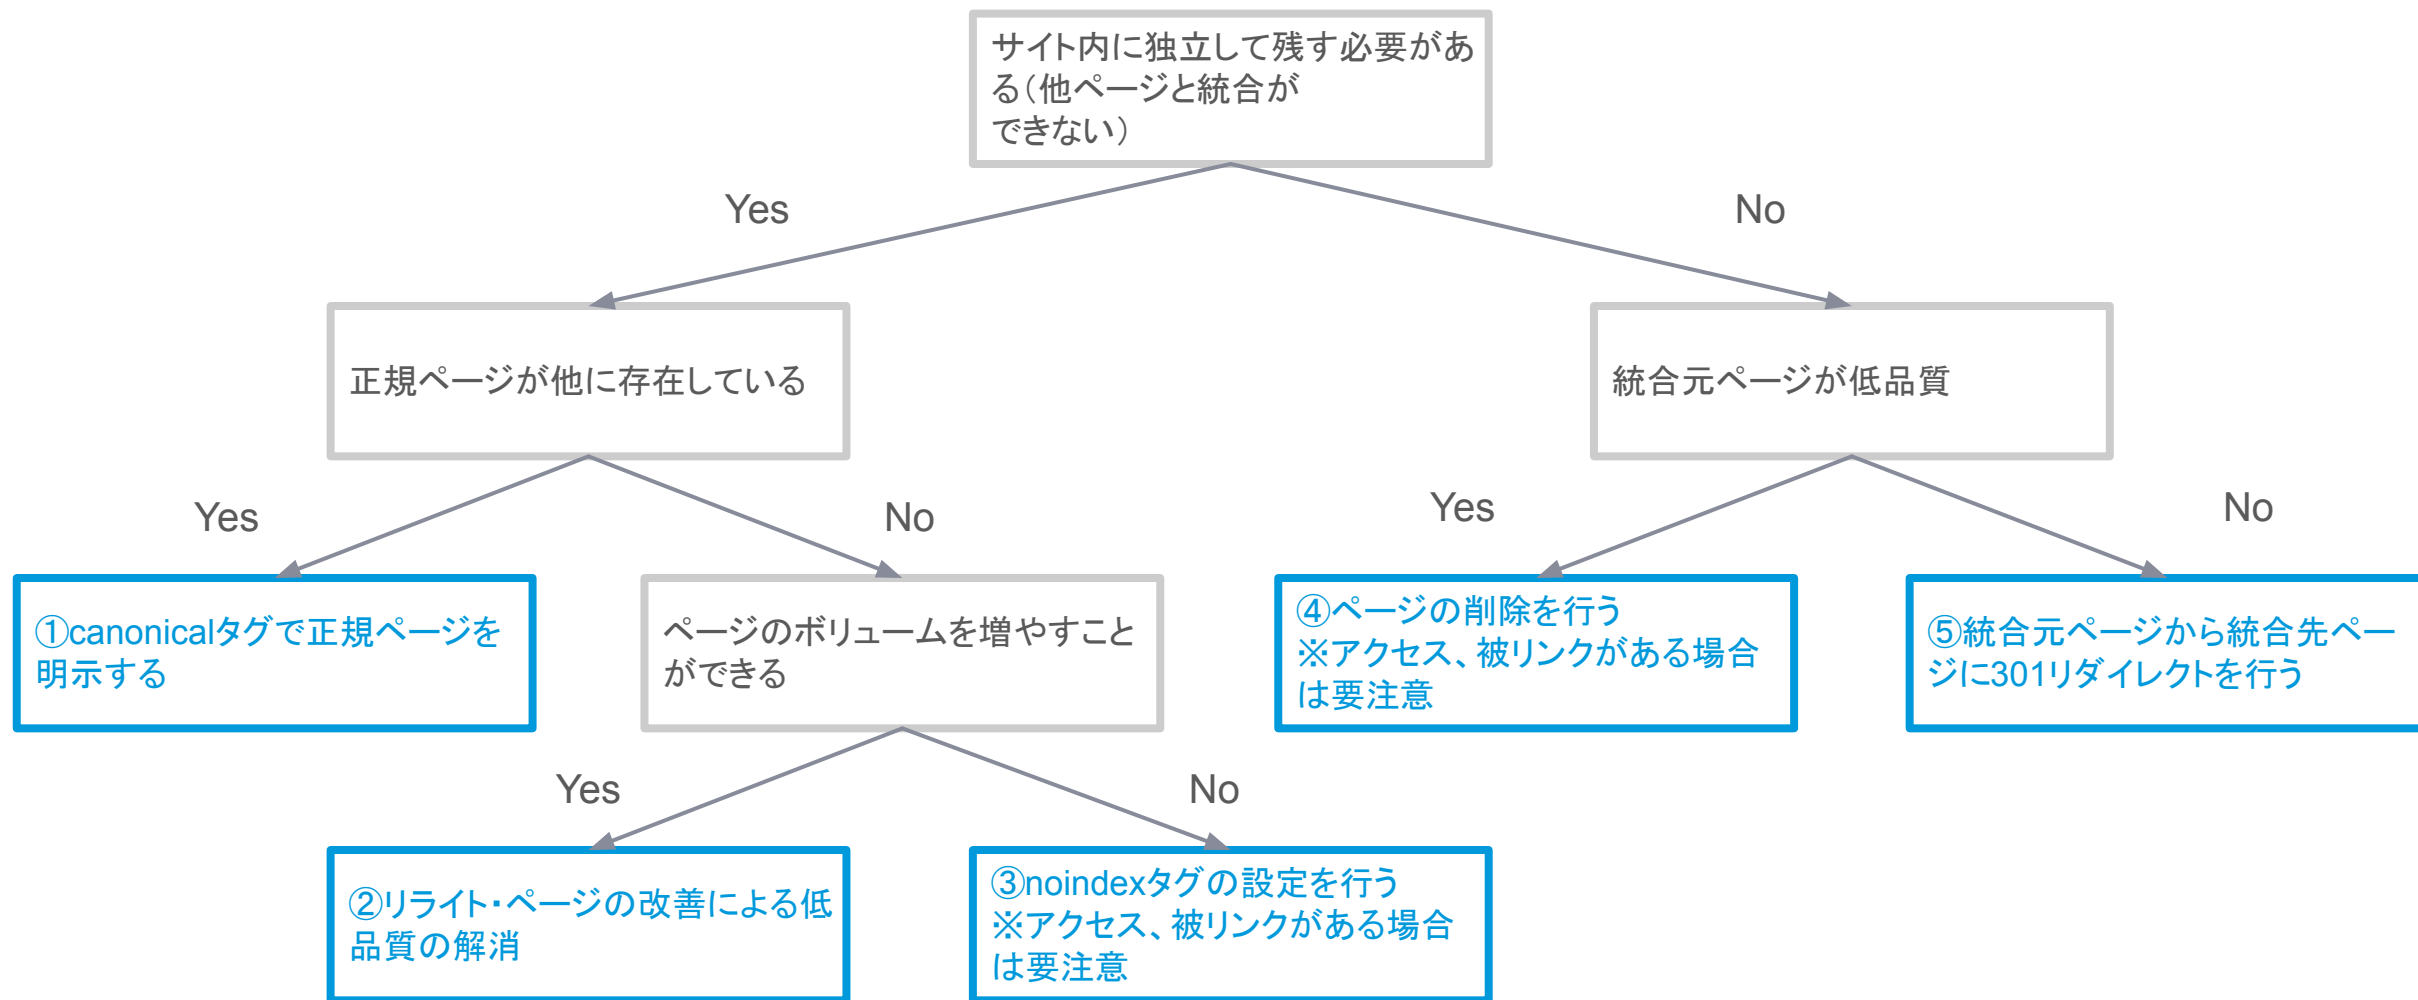 サイト内に独立して残す必要があ
る（他ページと統合が
できない）
Yes
No
正規ページが他に存在している
統合元ページが低品質
Yes
No
Yes
No
①canonicalタグで正規ページを
明示する
ページのボリュームを増やすこと
ができる
④ページの削除を行う
※アクセス、被リンクがある場合
は要注意
⑤統合元ページから統合先ペー
ジに301リダイレクトを行う
Yes
No
②リライト・ページの改善による低
品質の解消
③noindexタグの設定を行う
※アクセス、被リンクがある場合
は要注意